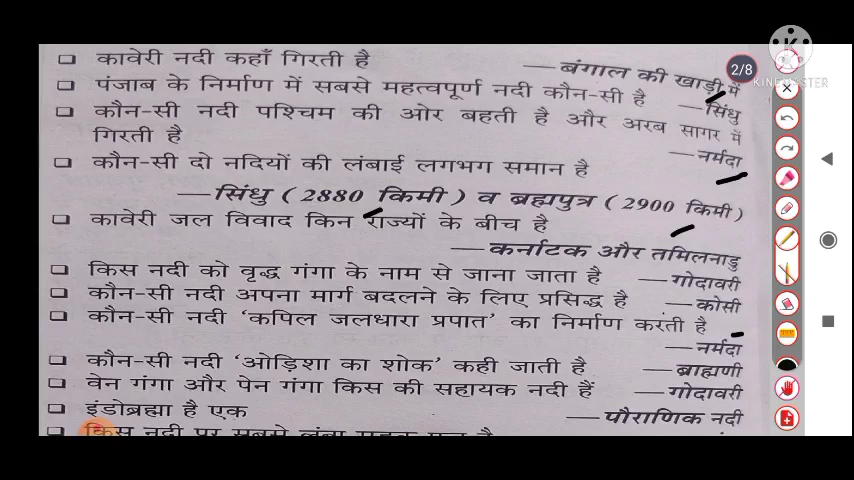 ❑ कावेरी नदी कहाँ गिरती है —बंगाल की खाड़ी में
❑ पंजाब के निर्माण में सबसे महत्वपूर्ण नदी कौन-सी है —सिंधु
❑ कौन-सी नदी पश्चिम की ओर बहती है और अरब सागर में
गिरती है —नर्मदा
❑ कौन-सी दो नदियों की लंबाई लगभग समान है
—सिंधु (2880 किमी) व ब्रह्मपुत्र (2900 किमी)
❑ कावेरी जल विवाद किन राज्यों के बीच है
—कर्नाटक और तमिलनाडु
❑ किस नदी को वृद्ध गंगा के नाम से जाना जाता है —गोदावरी
❑ कौन-सी नदी अपना मार्ग बदलने के लिए प्रसिद्ध है —कोसी
❑ कौन-सी नदी ‘कपिल जलधारा प्रपात’ का निर्माण करती है
—नर्मदा
❑ कौन-सी नदी ‘ओड़िशा का शोक’ कही जाती है —ब्राह्मणी
❑ वेन गंगा और पेन गंगा किस की सहायक नदी हैं —गोदावरी
❑ इंडोब्रह्मा है एक —पौराणिक नदी
2/8
KINEMASTER